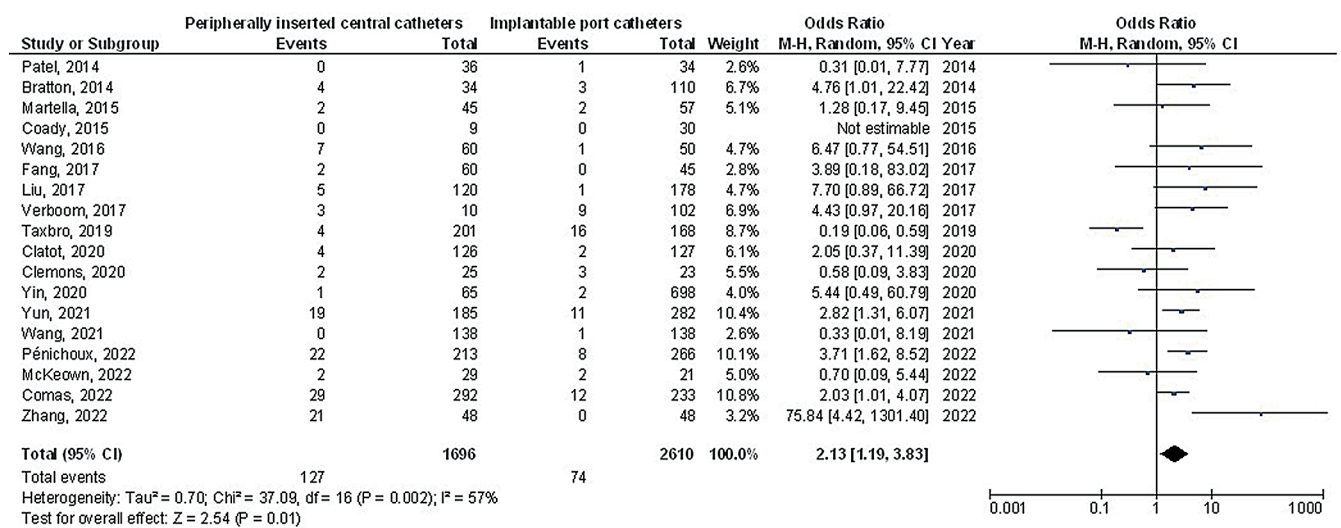 Peripherally inserted central catheters Implantable port catheters Odds Ratio Odds Ratio
Study or Subgroup Events Total Events Total Weight M-H, Random, 95% CI Year M-H, Random, 95% CI
Patel, 2014 0 36 1 34 2.6% 0.31 [0.01, 7.77] 2014
Bratton, 2014 4 34 3 110 6.7% 4.76 [1.01, 22.42] 2014
Martella, 2015 2 45 2 57 5.1% 1.28 [0.17, 9.45] 2015
Coady, 2015 0 9 0 30 Not estimable 2015
Wang, 2016 7 60 1 50 4.7% 6.47 [0.77, 54.51] 2016
Fang, 2017 2 60 0 45 2.8% 3.89 [0.18, 83.02] 2017
Liu, 2017 5 120 1 178 4.7% 7.70 [0.89, 66.72] 2017
Verboom, 2017 3 10 9 102 6.9% 4.43 [0.97, 20.16] 2017
Taxbro, 2019 4 201 16 168 8.7% 0.19 [0.06, 0.59] 2019
Clatot, 2020 4 126 2 127 6.1% 2.05 [0.37, 11.39] 2020
Clemons, 2020 2 25 3 23 5.5% 0.58 [0.09, 3.83] 2020
Yin, 2020 1 65 2 698 4.0% 5.44 [0.49, 60.79] 2020
Yun, 2021 19 185 11 282 10.4% 2.82 [1.31, 6.07] 2021
Wang, 2021 0 138 1 138 2.6% 0.33 [0.01, 8.19] 2021
Pénichoux, 2022 22 213 8 266 10.1% 3.71 [1.62, 8.52] 2022
McKeown, 2022 2 29 2 21 5.0% 0.70 [0.09, 5.44] 2022
Comas, 2022 29 292 12 233 10.8% 2.03 [1.01, 4.07] 2022
Zhang, 2022 21 48 0 48 3.2% 75.84 [4.42, 1301.40] 2022
Total (95% CI) 1696 2610 100.0% 2.13 [1.19, 3.83]
Total events 127 74
Heterogeneity: Tau² = 0.70; Chi² = 37.09, df = 16 (P = 0.002); I² = 57%
Test for overall effect: Z = 2.54 (P = 0.01)
0.001 0.1 1 10 1000